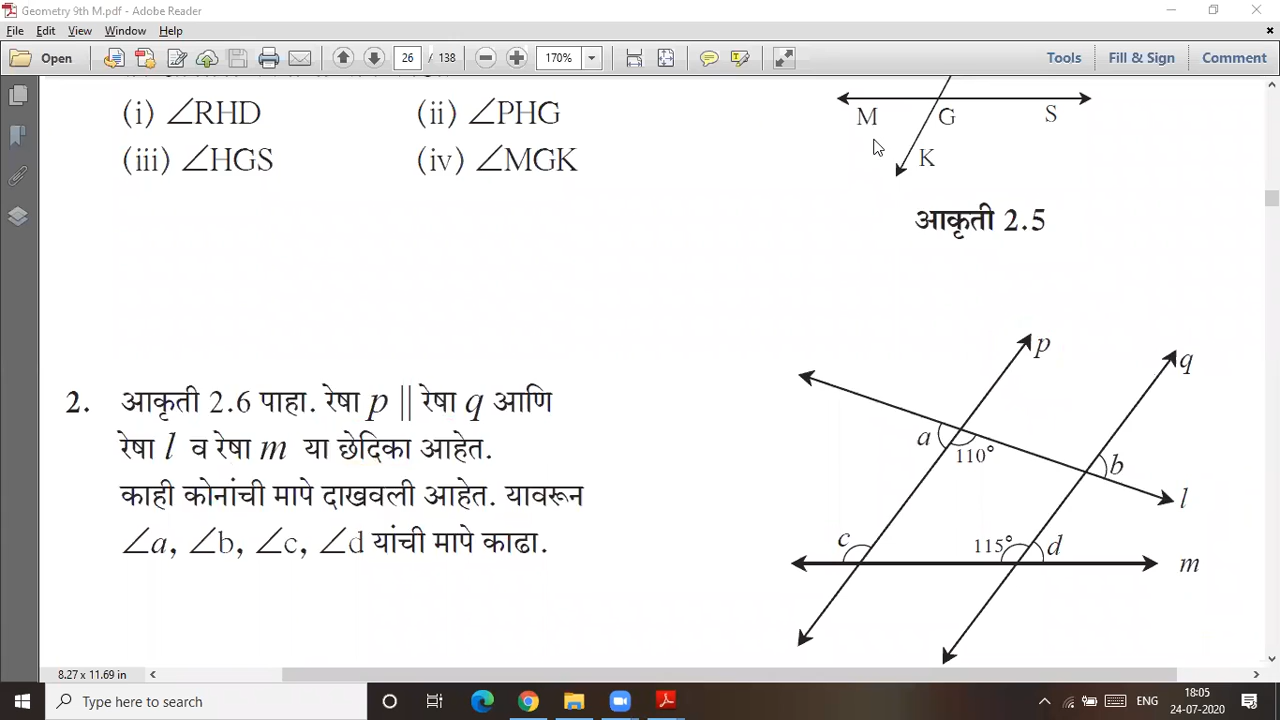 Geometry 9th M.pdf - Adobe Reader
File Edit View Window Help
Open 26 / 138 170% Tools Fill & Sign Comment
(i) ∠RHD (ii) ∠PHG
(iii) ∠HGS (iv) ∠MGK
M G S
K
आकृती 2.5
2. आकृती 2.6 पाहा. रेषा p || रेषा q आणि
रेषा l व रेषा m या छेदिका आहेत.
काही कोनांची मापे दाखवली आहेत. यावरून
∠a, ∠b, ∠c, ∠d यांची मापे काढा.
p
q
a 110° b
l
c 115° d
m
8.27 x 11.69 in
Type here to search
ENG 18:05
24-07-2020